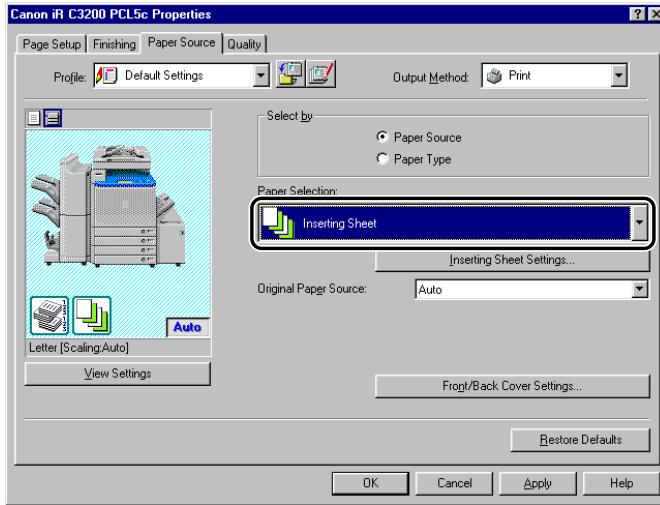 Canon iR C3200 PCL5c Properties
Page Setup Finishing Paper Source Quality
Profile: Default Settings Output Method: Print
Select by
Paper Source
Paper Type
Paper Selection:
Inserting Sheet
Inserting Sheet Settings...
Original Paper Source: Auto
Auto
Letter [Scaling:Auto]
View Settings
Front/Back Cover Settings...
Restore Defaults
OK Cancel Apply Help